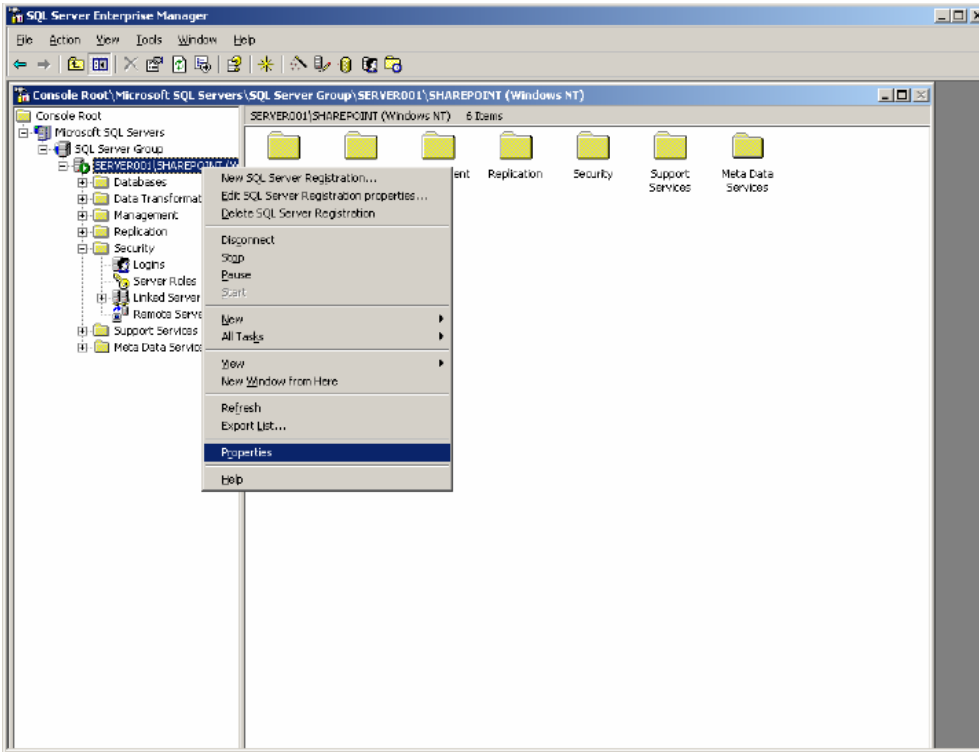 SQL Server Enterprise Manager
File Action View Tools Window Help
Console Root\Microsoft SQL Servers\SQL Server Group\SERVER001\SHAREPOINT (Windows NT)
Console Root
SERVER001\SHAREPOINT (Windows NT) 6 Items
Microsoft SQL Servers
SQL Server Group
SERVER001\SHAREPOINT
Databases
Data Transformat
Management
Replication
Security
Logins
Server Roles
Linked Server
Remote Serve
Support Services
Meta Data Service
New SQL Server Registration...
Edit SQL Server Registration properties...
Delete SQL Server Registration
Disconnect
Stop
Pause
Start
New
All Tasks
View
New Window from Here
Refresh
Export List...
Properties
Help
ent
Replication
Security
Support
Services
Meta Data
Services